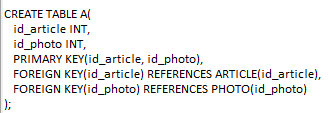 CREATE TABLE A(
id_article INT,
id_photo INT,
PRIMARY KEY(id_article, id_photo),
FOREIGN KEY(id_article) REFERENCES ARTICLE(id_article),
FOREIGN KEY(id_photo) REFERENCES PHOTO(id_photo)
);